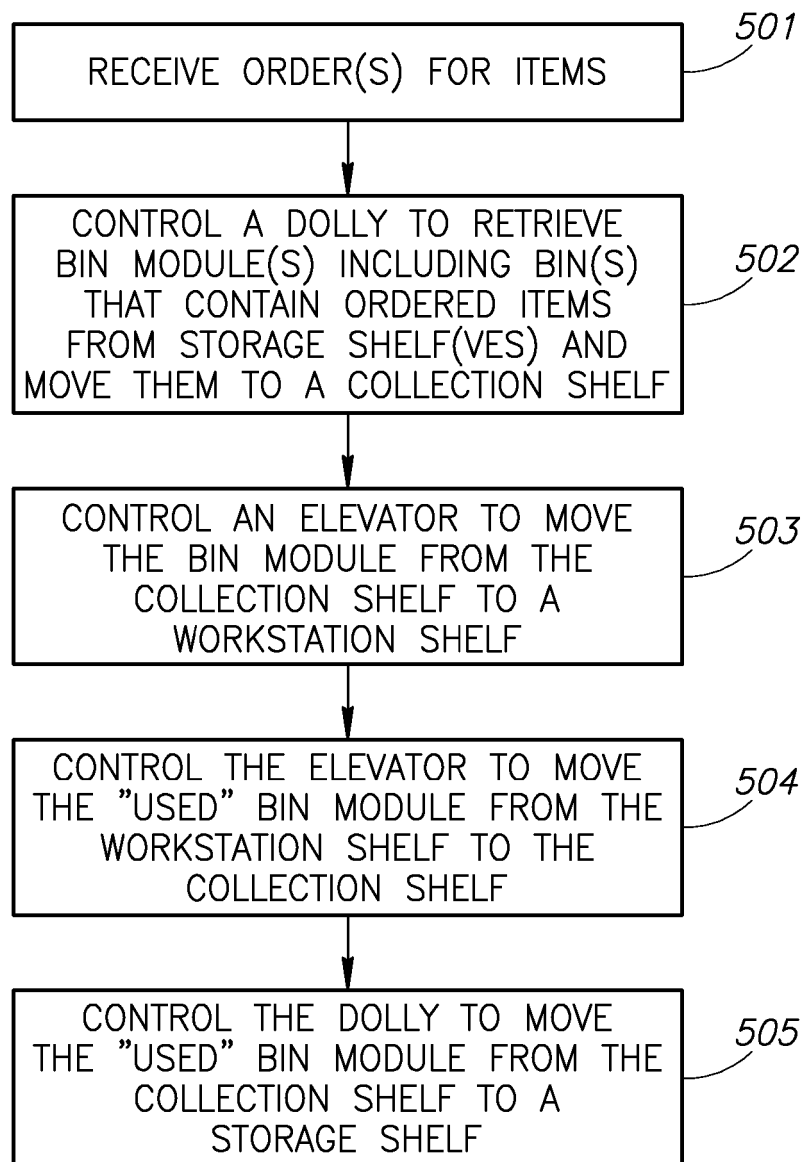 501
RECEIVE ORDER(S) FOR ITEMS
CONTROL A DOLLY TO RETRIEVE
BIN MODULE(S) INCLUDING BIN(S)
THAT CONTAIN ORDERED ITEMS
FROM STORAGE SHELF(VES) AND
MOVE THEM TO A COLLECTION SHELF
502
CONTROL AN ELEVATOR TO MOVE
THE BIN MODULE FROM THE
COLLECTION SHELF TO A
WORKSTATION SHELF
503
CONTROL THE ELEVATOR TO MOVE
THE ”USED” BIN MODULE FROM THE
WORKSTATION SHELF TO THE
COLLECTION SHELF
504
CONTROL THE DOLLY TO MOVE
THE ”USED” BIN MODULE FROM THE
COLLECTION SHELF TO A
STORAGE SHELF
505